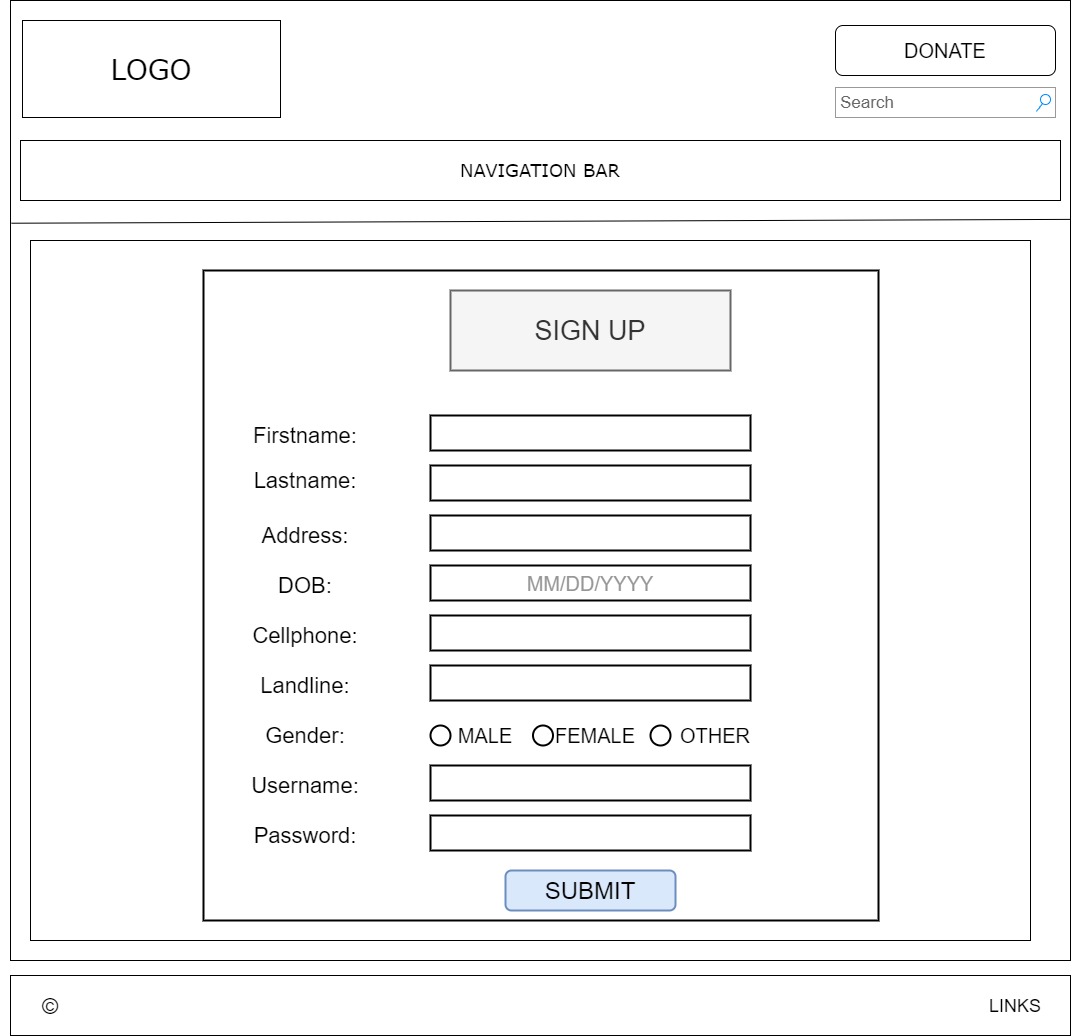 LOGO
DONATE
Search
NAVIGATION BAR
SIGN UP
Firstname:
Lastname:
Address:
DOB: MM/DD/YYYY
Cellphone:
Landline:
Gender: MALE FEMALE OTHER
Username:
Password:
SUBMIT
© LINKS